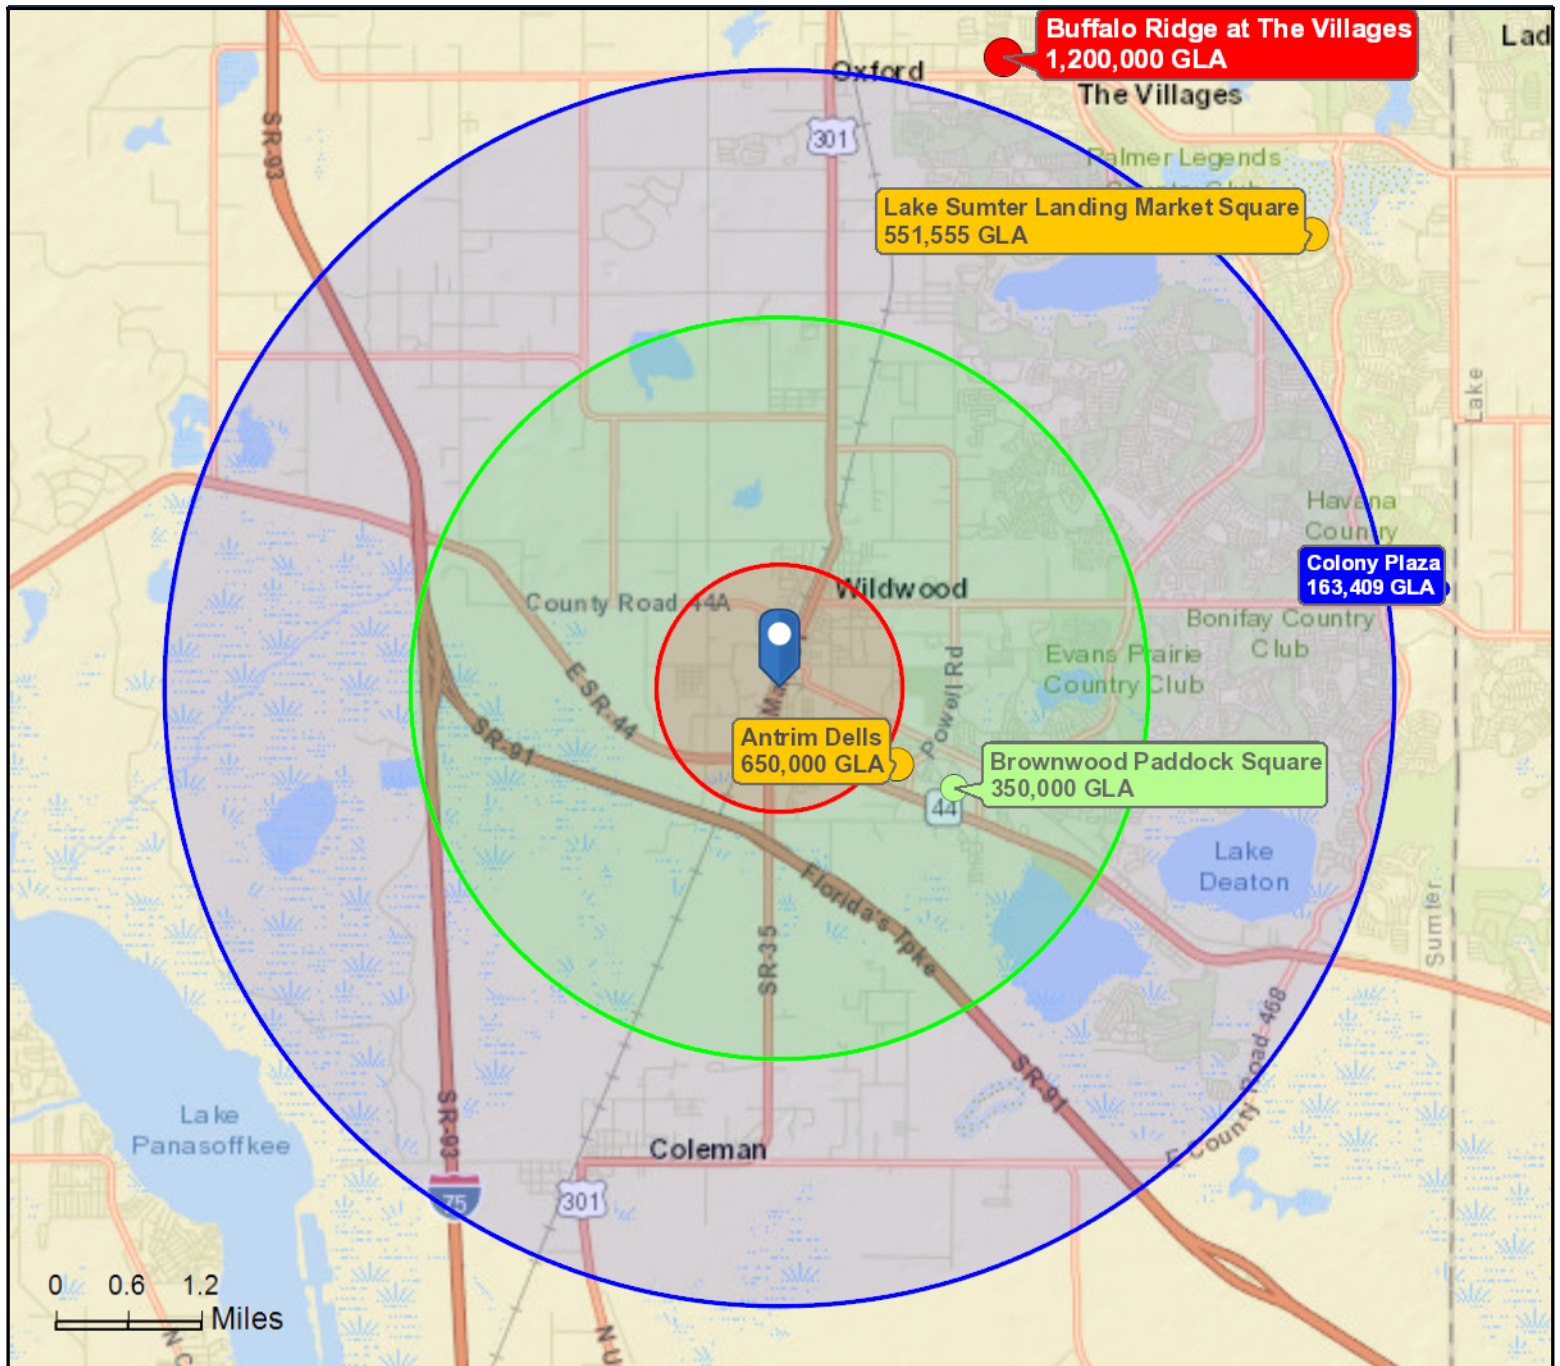 Buffalo Ridge at The Villages
1,200,000 GLA
Lad
Oxford
The Villages
SR-93
301
Palmer Legends
Country Club
Lake Sumter Landing Market Square
551,555 GLA
Lake
Havana
Country
Colony Plaza
163,409 GLA
Wildwood
County Road 44A
Bonifay Country
Club
Evans Prairie
Country Club
E SR-44
Powell Rd
Ma
SR-91
Antrim Dells
650,000 GLA
Brownwood Paddock Square
350,000 GLA
44
Lake
Deaton
Florida's Tpke
Sumter
SR-35
E County Road 468
SR-91
SR-93
Lake
Panasoffkee
Coleman
75
301
0 0.6 1.2
Miles
N C
N U